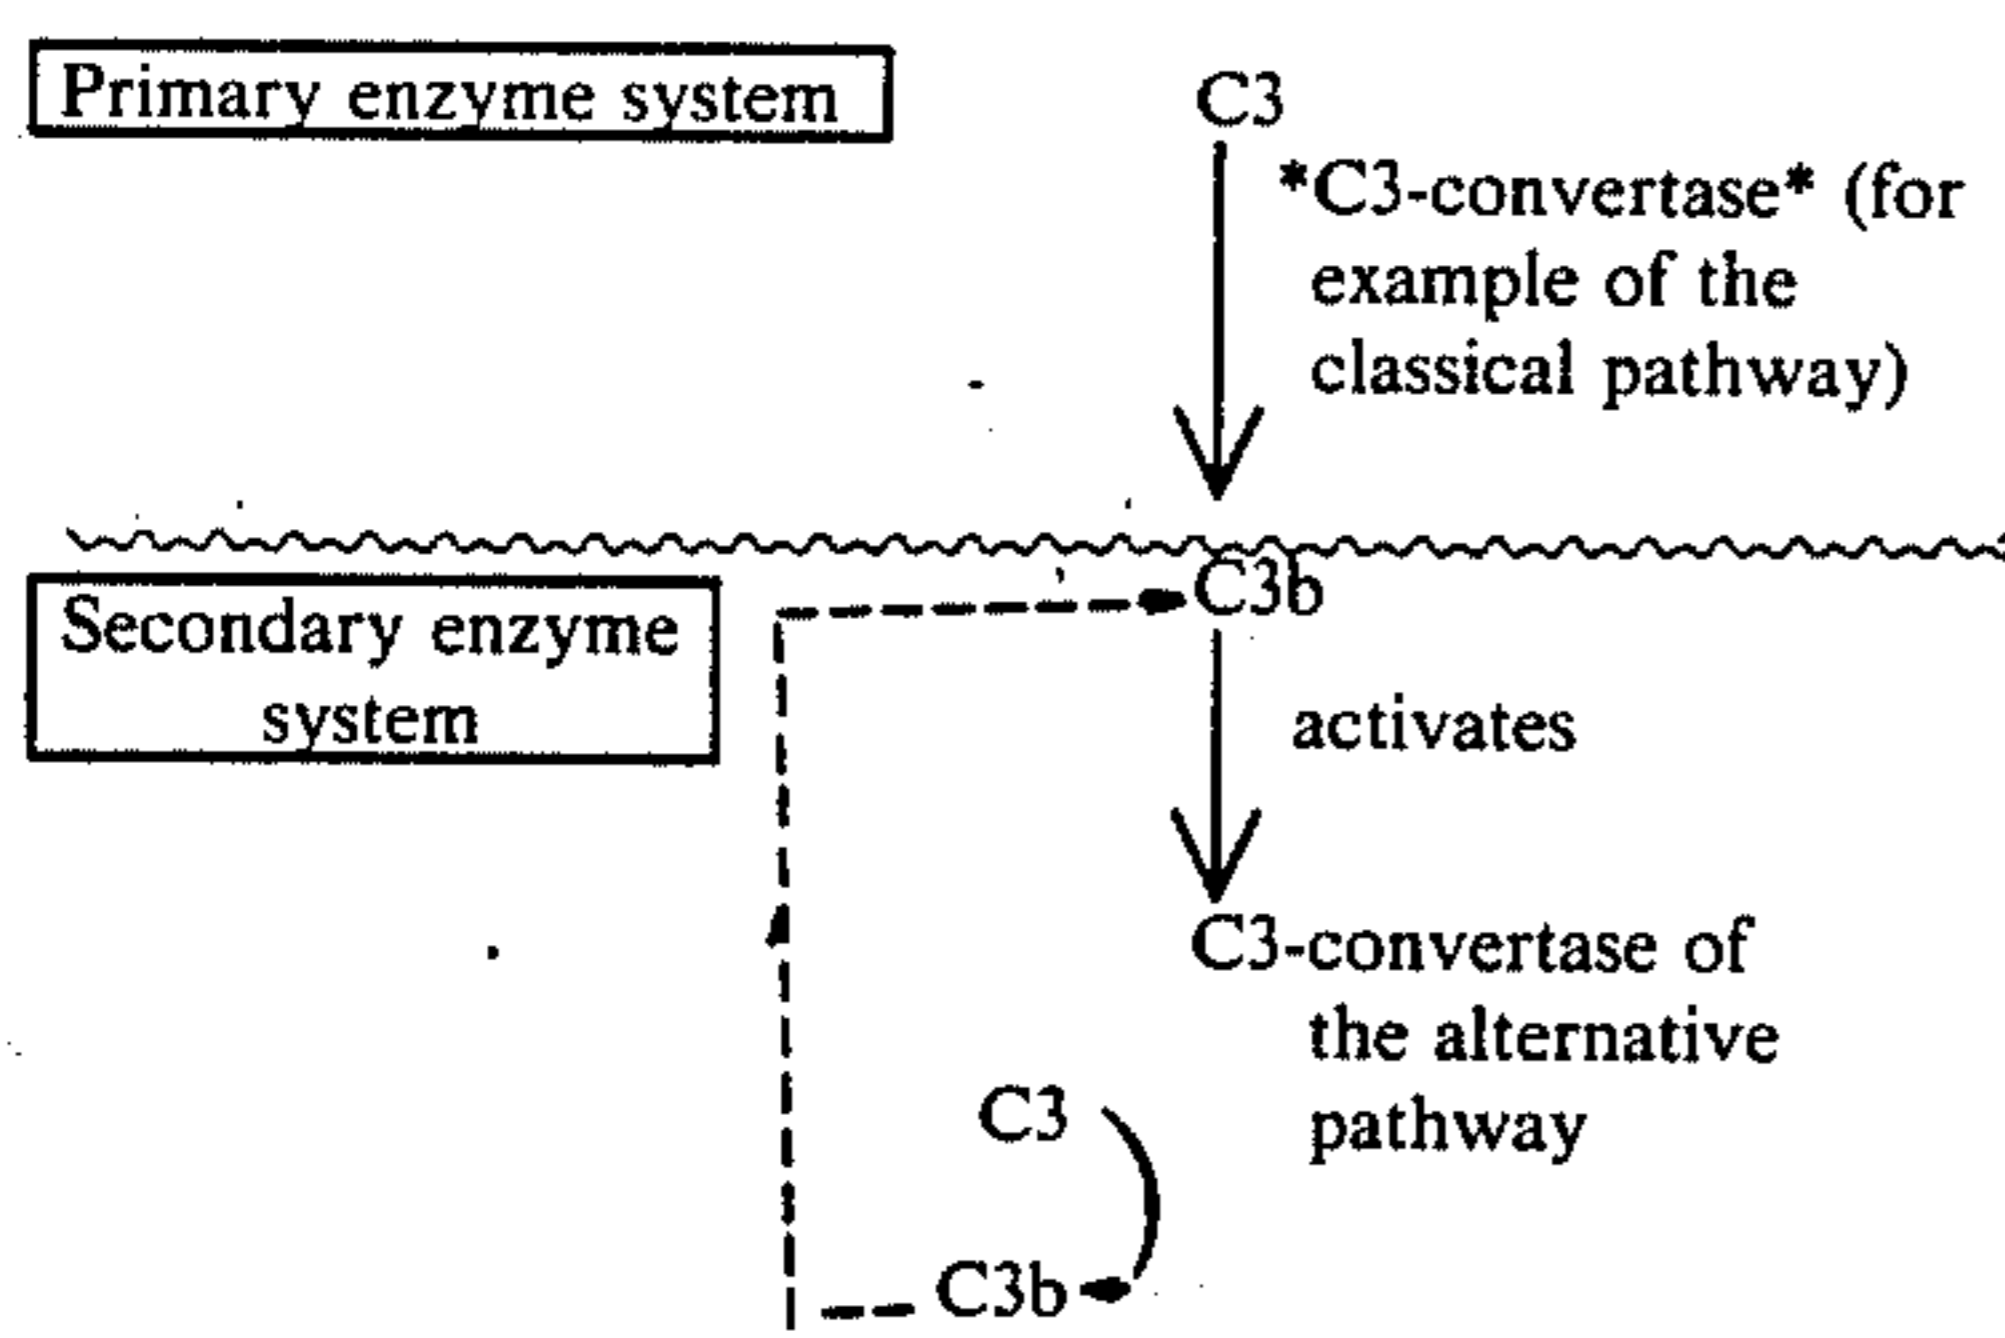 Primary enzyme system
C3
*C3-convertase* (for
example of the
classical pathway)
Secondary enzyme
system
C3b
activates
C3-convertase of
the alternative
pathway
C3
C3b